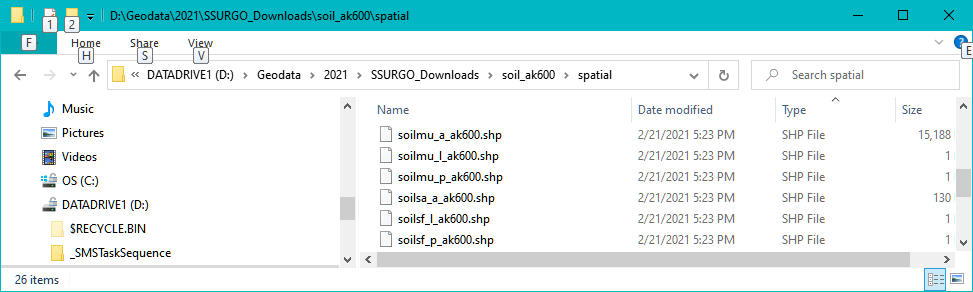 1 2 D:\Geodata\2021\SSURGO_Downloads\soil_ak600\spatial
F Home Share View ?
H S V E
« DATADRIVE1 (D:) > Geodata > 2021 > SSURGO_Downloads > soil_ak600 > spatial Search spatial
Music
Pictures
Videos
OS (C:)
DATADRIVE1 (D:)
$RECYCLE.BIN
_SMSTaskSequence
Name Date modified Type Size
soilmu_a_ak600.shp 2/21/2021 5:23 PM SHP File 15,188
soilmu_l_ak600.shp 2/21/2021 5:23 PM SHP File 1
soilmu_p_ak600.shp 2/21/2021 5:23 PM SHP File 1
soilsa_a_ak600.shp 2/21/2021 5:23 PM SHP File 130
soilsf_l_ak600.shp 2/21/2021 5:23 PM SHP File 1
soilsf_p_ak600.shp 2/21/2021 5:23 PM SHP File 1
26 items